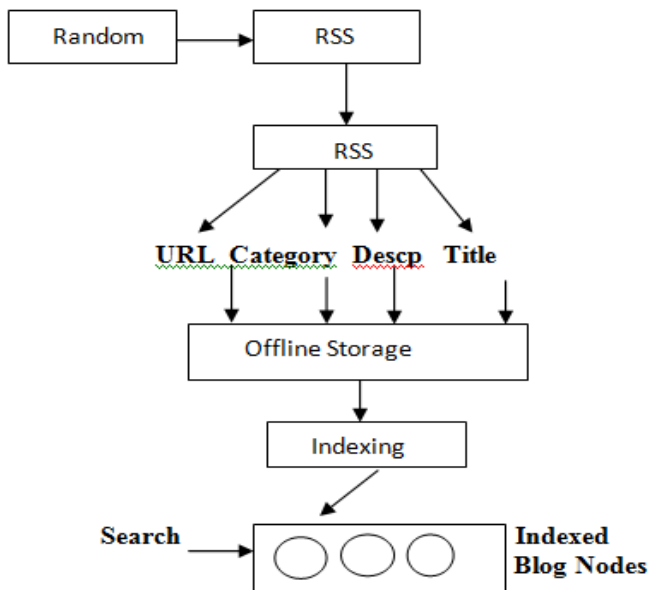 Random
RSS
RSS
URL Category Descp Title
Offline Storage
Indexing
Search
Indexed
Blog Nodes